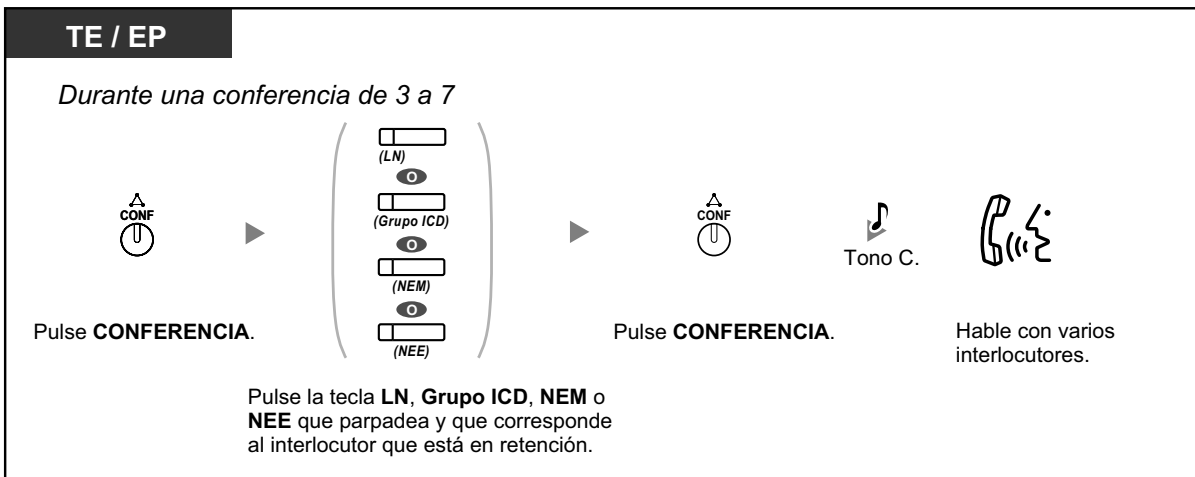 TE / EP
Durante una conferencia de 3 a 7
CONF
Pulse CONFERENCIA.
(LN)
O
(Grupo ICD)
O
(NEM)
O
(NEE)
Pulse la tecla LN, Grupo ICD, NEM o
NEE que parpadea y que corresponde
al interlocutor que está en retención.
CONF
Pulse CONFERENCIA.
Tono C.
Hable con varios
interlocutores.